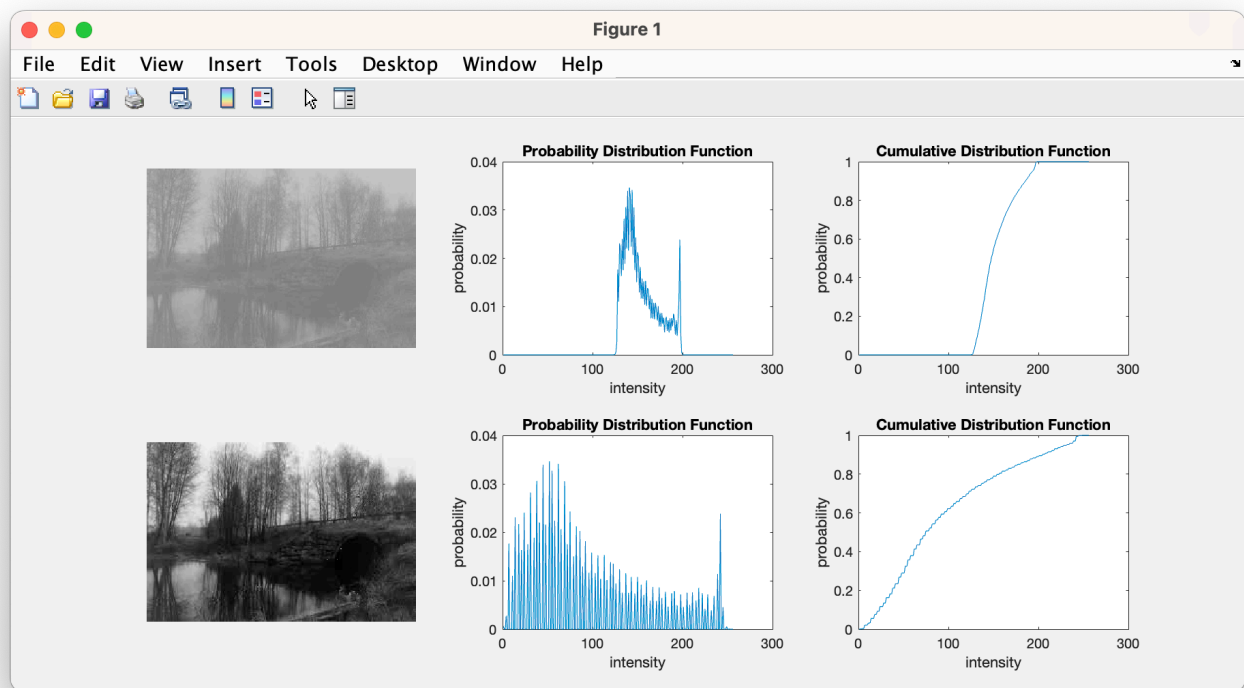 Figure 1
File Edit View Insert Tools Desktop Window Help
Probability Distribution Function
0.04
0.03
0.02
0.01
0
probability
0 100 200 300
intensity
Cumulative Distribution Function
1
0.8
0.6
0.4
0.2
0
probability
0 100 200 300
intensity
Probability Distribution Function
0.04
0.03
0.02
0.01
0
probability
0 100 200 300
intensity
Cumulative Distribution Function
1
0.8
0.6
0.4
0.2
0
probability
0 100 200 300
intensity